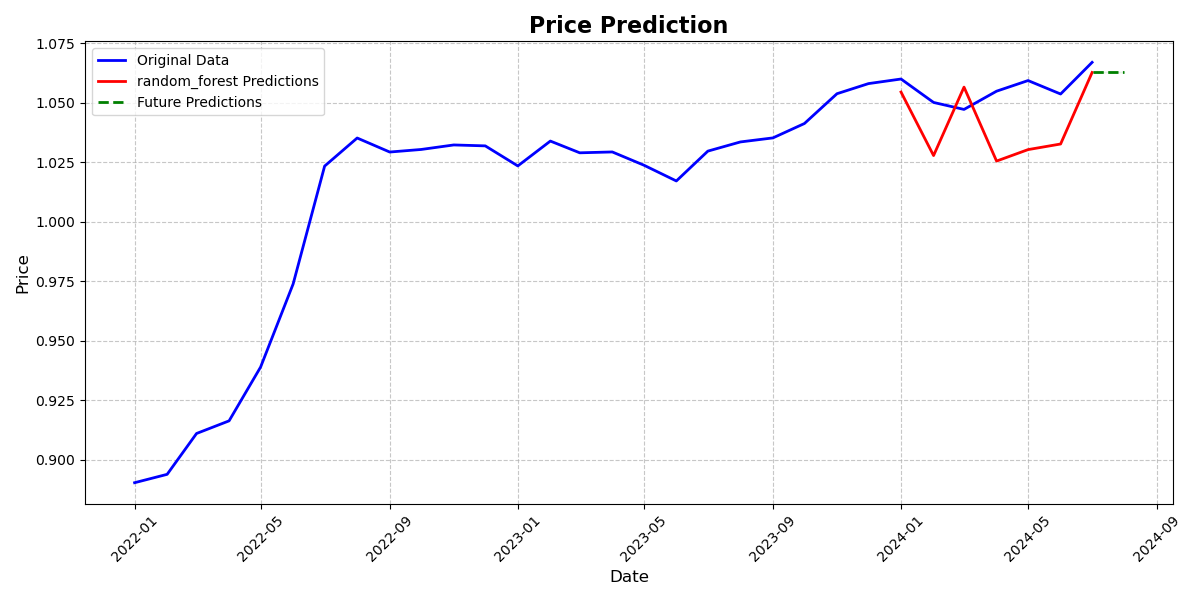 Price Prediction
Original Data
random_forest Predictions
Future Predictions
Price
1.075
1.050
1.025
1.000
0.975
0.950
0.925
0.900
2022-01
2022-05
2022-09
2023-01
2023-05
2023-09
2024-01
2024-05
2024-09
Date